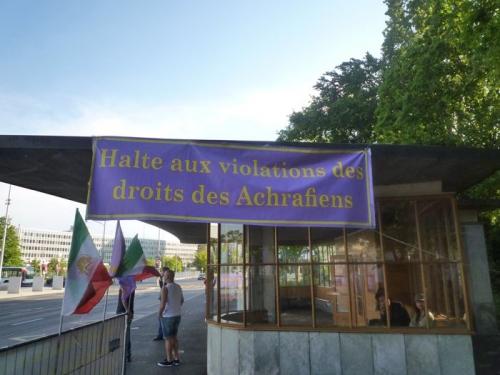 Halte aux violations des
droits des Achrafiens